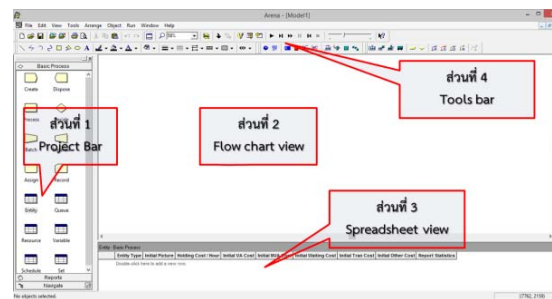 Arena - [Model1]
File Edit View Tools Arrange Object Run Window Help
Basic Process
Create Dispose
Process
Batch
Assign Record
Entity Queue
Resource Variable
Schedule Set
Reports
Navigate
ส่วนที่ 1
Project Bar
ส่วนที่ 2
Flow chart view
ส่วนที่ 4
Tools bar
ส่วนที่ 3
Spreadsheet view
Entity - Basic Process
Entity Type Initial Picture Holding Cost / Hour Initial VA Cost Initial Waiting Cost Initial Tran Cost Initial Other Cost Report Statistics
Double-click here to add a new row.
No objects selected.
(7762, 2158)